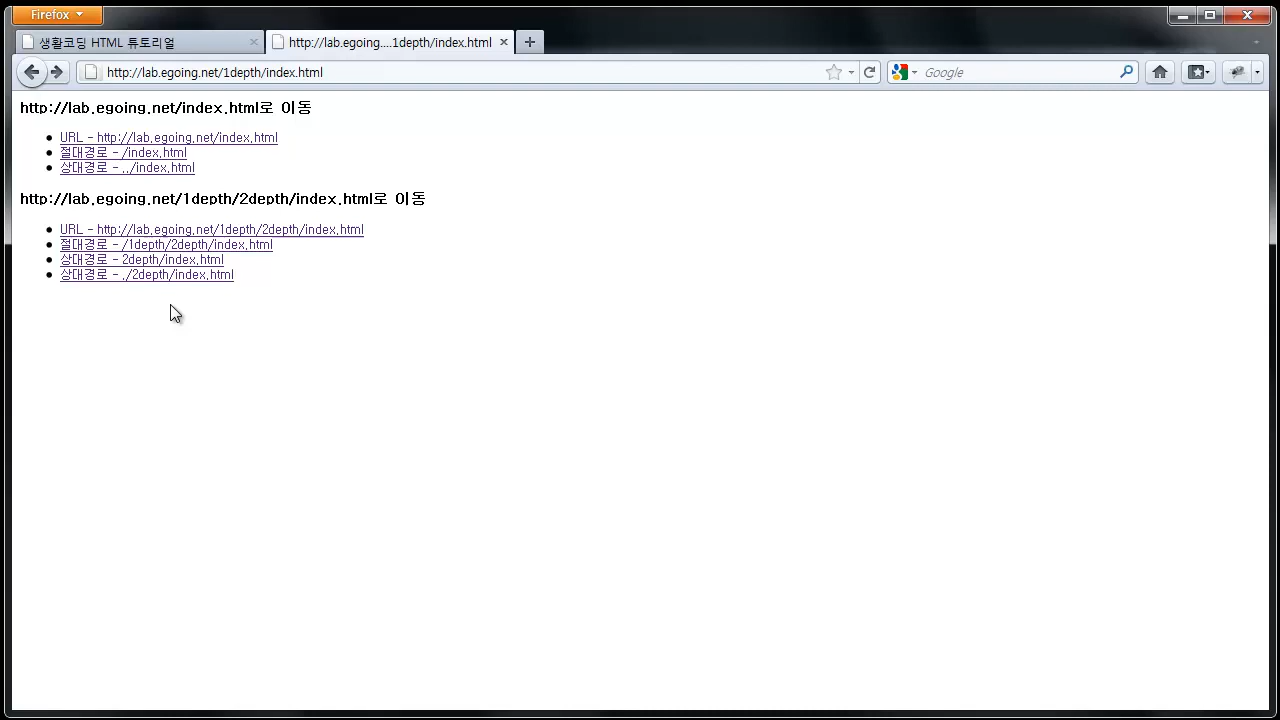 Firefox
생활코딩 HTML 튜토리얼
http://lab.egoing....1depth/index.html
http://lab.egoing.net/1depth/index.html
Google
http://lab.egoing.net/index.html로 이동
URL - http://lab.egoing.net/index.html
절대경로 - /index.html
상대경로 - ../index.html
http://lab.egoing.net/1depth/2depth/index.html로 이동
URL - http://lab.egoing.net/1depth/2depth/index.html
절대경로 - /1depth/2depth/index.html
상대경로 - 2depth/index.html
상대경로 - ./2depth/index.html